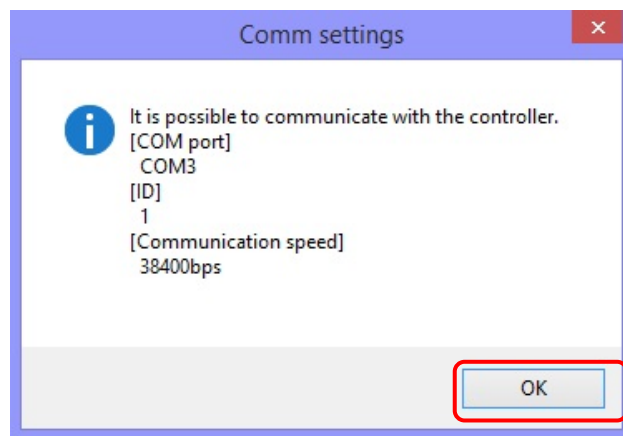 Comm settings
It is possible to communicate with the controller.
[COM port]
COM3
[ID]
1
[Communication speed]
38400bps
OK